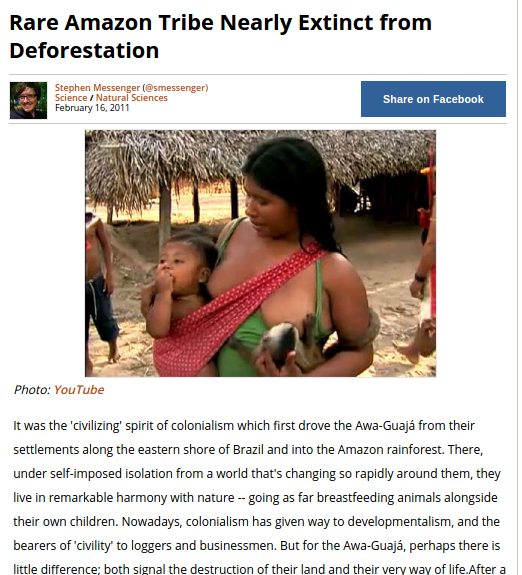 Rare Amazon Tribe Nearly Extinct from
Deforestation
Stephen Messenger (@smessenger)
Science / Natural Sciences
February 16, 2011
Share on Facebook
Photo: YouTube
It was the 'civilizing' spirit of colonialism which first drove the Awa-Guajá from their
settlements along the eastern shore of Brazil and into the Amazon rainforest. There,
under self-imposed isolation from a world that's changing so rapidly around them, they
live in remarkable harmony with nature -- going as far breastfeeding animals alongside
their own children. Nowadays, colonialism has given way to developmentalism, and the
bearers of 'civility' to loggers and businessmen. But for the Awa-Guajá, perhaps there is
little difference; both signal the destruction of their land and their very way of life.After a